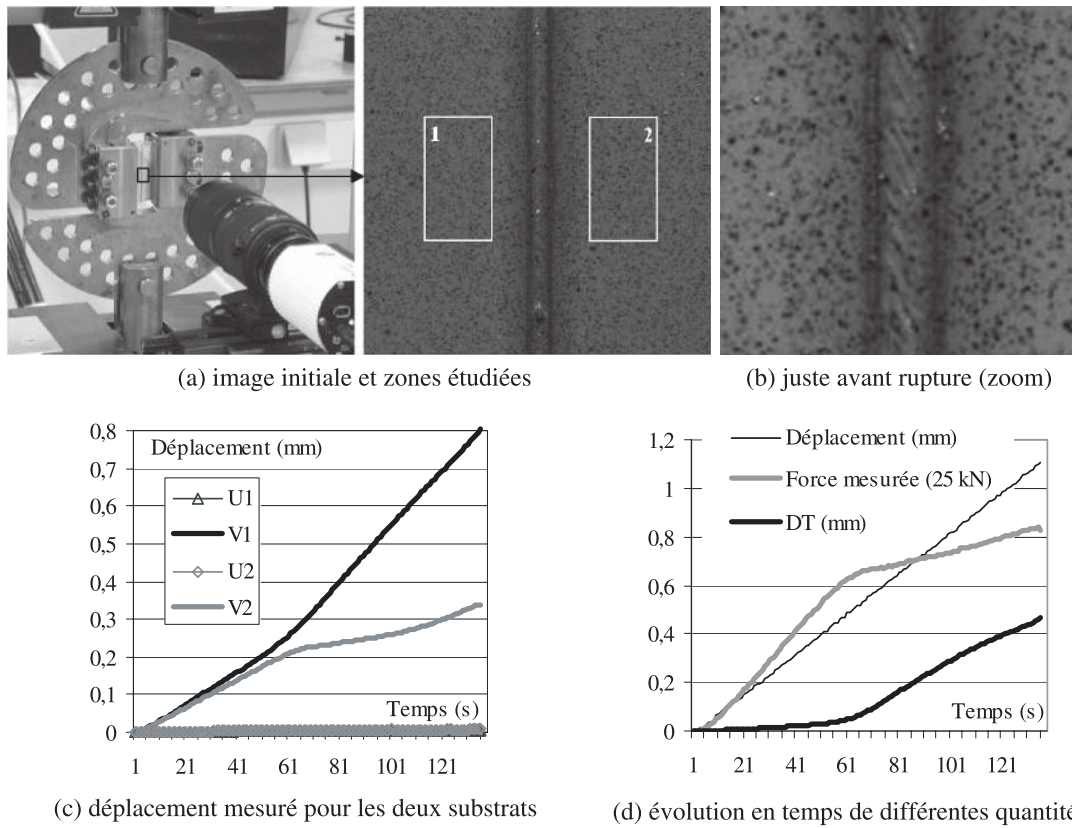 1
2
(a) image initiale et zones étudiées
(b) juste avant rupture (zoom)
0,8
0,7
0,6
0,5
0,4
0,3
0,2
0,1
0
Déplacement (mm)
U1
V1
U2
V2
Temps (s)
1 21 41 61 81 101 121
(c) déplacement mesuré pour les deux substrats
1,2
1
0,8
0,6
0,4
0,2
0
Déplacement (mm)
Force mesurée (25 kN)
DT (mm)
Temps (s)
1 21 41 61 81 101 121
(d) évolution en temps de différentes quantité